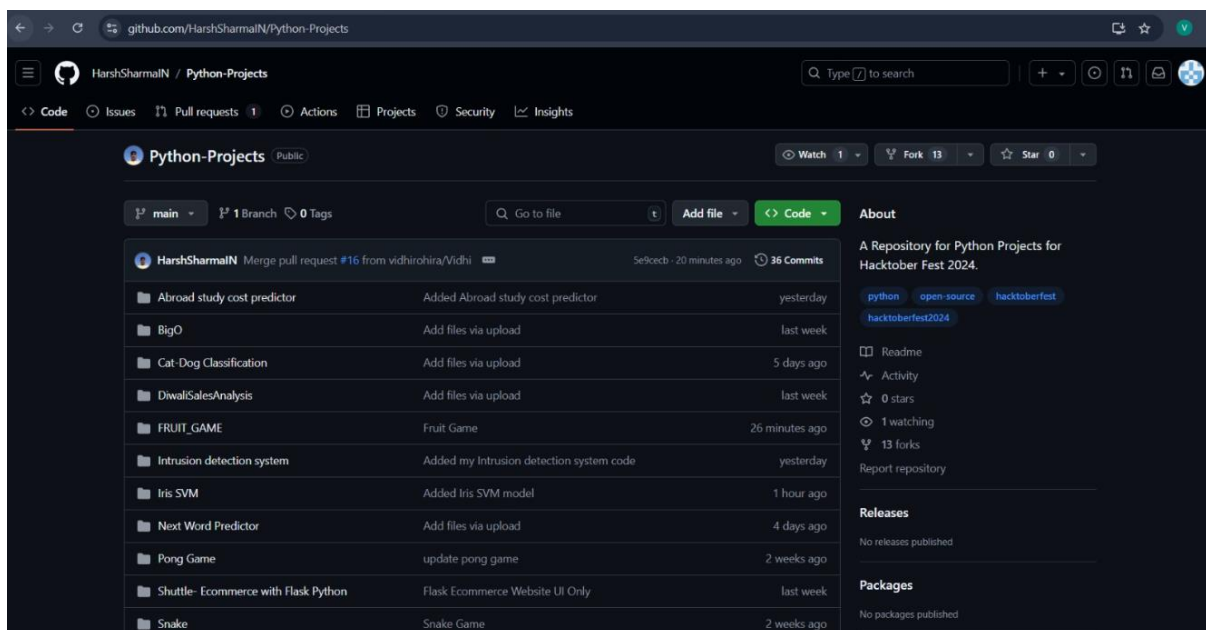 github.com/HarshSharmaIN/Python-Projects
V
HarshSharmaIN / Python-Projects
Type / to search
Code Issues Pull requests 1 Actions Projects Security Insights
Python-Projects Public
Watch 1 Fork 13 Star 0
main 1 Branch 0 Tags Go to file t Add file <> Code
HarshSharmaIN Merge pull request #16 from vidhirohira/Vidhi 5e9cecb · 20 minutes ago 36 Commits
Abroad study cost predictor Added Abroad study cost predictor yesterday
BigO Add files via upload last week
Cat-Dog Classification Add files via upload 5 days ago
DiwaliSalesAnalysis Add files via upload last week
FRUIT_GAME Fruit Game 26 minutes ago
Intrusion detection system Added my Intrusion detection system code yesterday
Iris SVM Added Iris SVM model 1 hour ago
Next Word Predictor Add files via upload 4 days ago
Pong Game update pong game 2 weeks ago
Shuttle- Ecommerce with Flask Python Flask Ecommerce Website UI Only last week
Snake Snake Game 2 weeks ago
About
A Repository for Python Projects for
Hacktober Fest 2024.
python open-source hacktoberfest
hacktoberfest2024
Readme
Activity
0 stars
1 watching
13 forks
Report repository
Releases
No releases published
Packages
No packages published